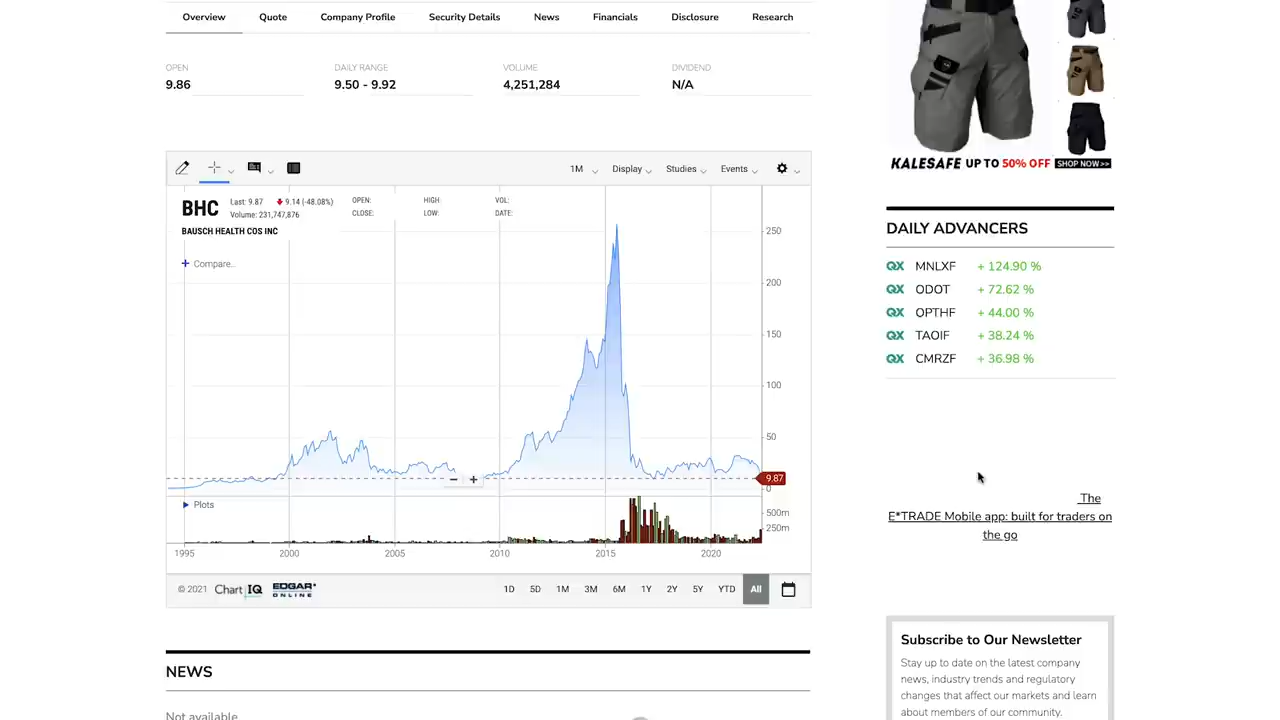 Overview Quote Company Profile Security Details News Financials Disclosure Research
OPEN DAILY RANGE VOLUME DIVIDEND
9.86 9.50 - 9.92 4,251,284 N/A
1M Display Studies Events
BHC Last: 9.87 9.14 (-48.08%) OPEN: HIGH: VOL:
Volume: 231,747,876 CLOSE: LOW: DATE:
BAUSCH HEALTH COS INC
+ Compare..
250
200
150
100
50
9.87
0
Plots
500m
250m
1995 2000 2005 2010 2015 2020
© 2021 ChartIQ EDGAR ONLINE 1D 5D 1M 3M 6M 1Y 2Y 5Y YTD All
NEWS
Not available
KALESAFE UP TO 50% OFF SHOP NOW >>
DAILY ADVANCERS
QX MNLXF + 124.90 %
QX ODOT + 72.62 %
QX OPTHF + 44.00 %
QX TAOIF + 38.24 %
QX CMRZF + 36.98 %
The
E*TRADE Mobile app: built for traders on
the go
Subscribe to Our Newsletter
Stay up to date on the latest company
news, industry trends and regulatory
changes that affect our markets and learn
about members of our community.